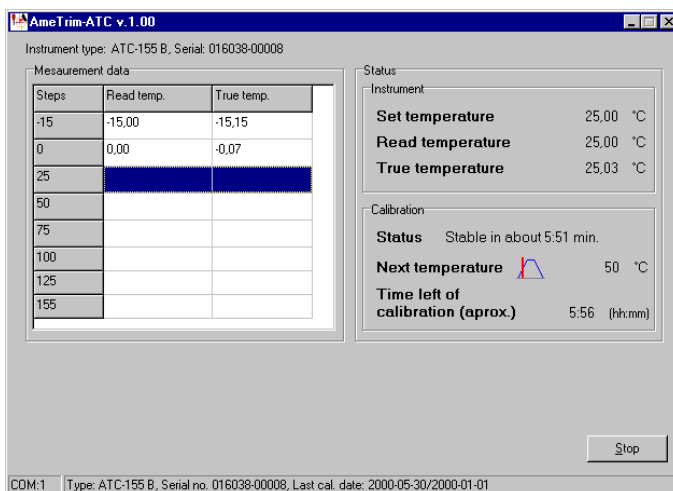 AmeTrim-ATC v.1.00
Instrument type: ATC-155 B, Serial: 016038-00008
Mesaurement data
Steps Read temp. True temp.
-15 -15,00 -15,15
0 0,00 -0,07
25
50
75
100
125
155
Status
Instrument
Set temperature 25,00 °C
Read temperature 25,00 °C
True temperature 25,03 °C
Calibration
Status Stable in about 5:51 min.
Next temperature 50 °C
Time left of
calibration (aprox.) 5:56 (hh:mm)
Stop
COM:1 Type: ATC-155 B, Serial no. 016038-00008, Last cal. date: 2000-05-30/2000-01-01